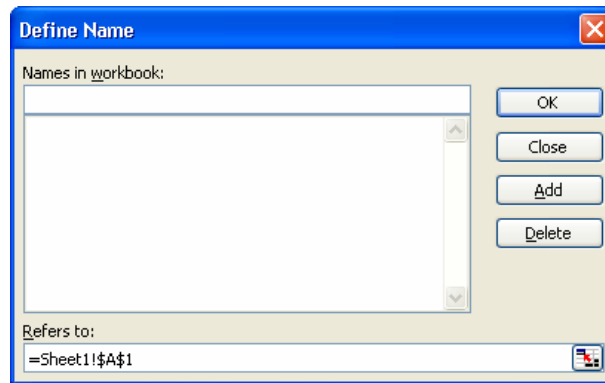 Define Name
Names in workbook:
OK
Close
Add
Delete
Refers to:
=Sheet1!$A$1